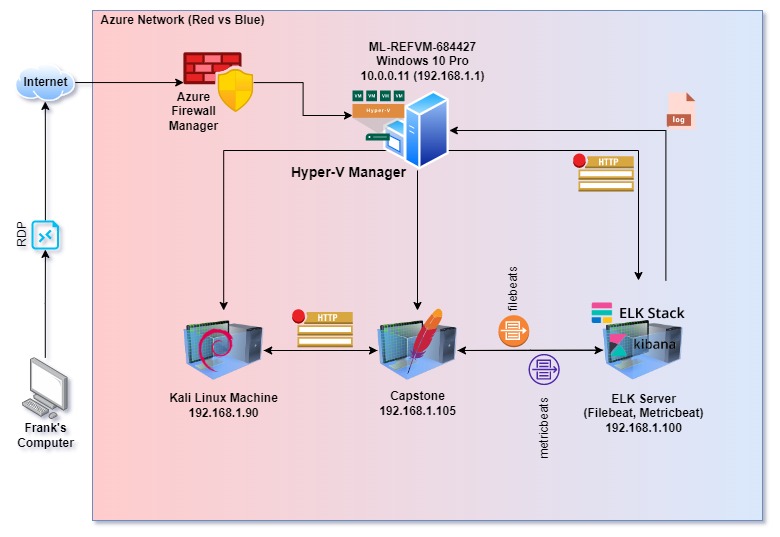 Azure Network (Red vs Blue)
ML-REFVM-684427
Windows 10 Pro
10.0.0.11 (192.168.1.1)
Internet
VM VM VM VM
Hyper-V
Azure
Firewall
Manager
log
HTTP
Hyper-V Manager
RDP
filebeats
HTTP
ELK Stack
kibana
Kali Linux Machine
192.168.1.90
Capstone
192.168.1.105
metricbeats
ELK Server
(Filebeat, Metricbeat)
192.168.1.100
Frank's
Computer